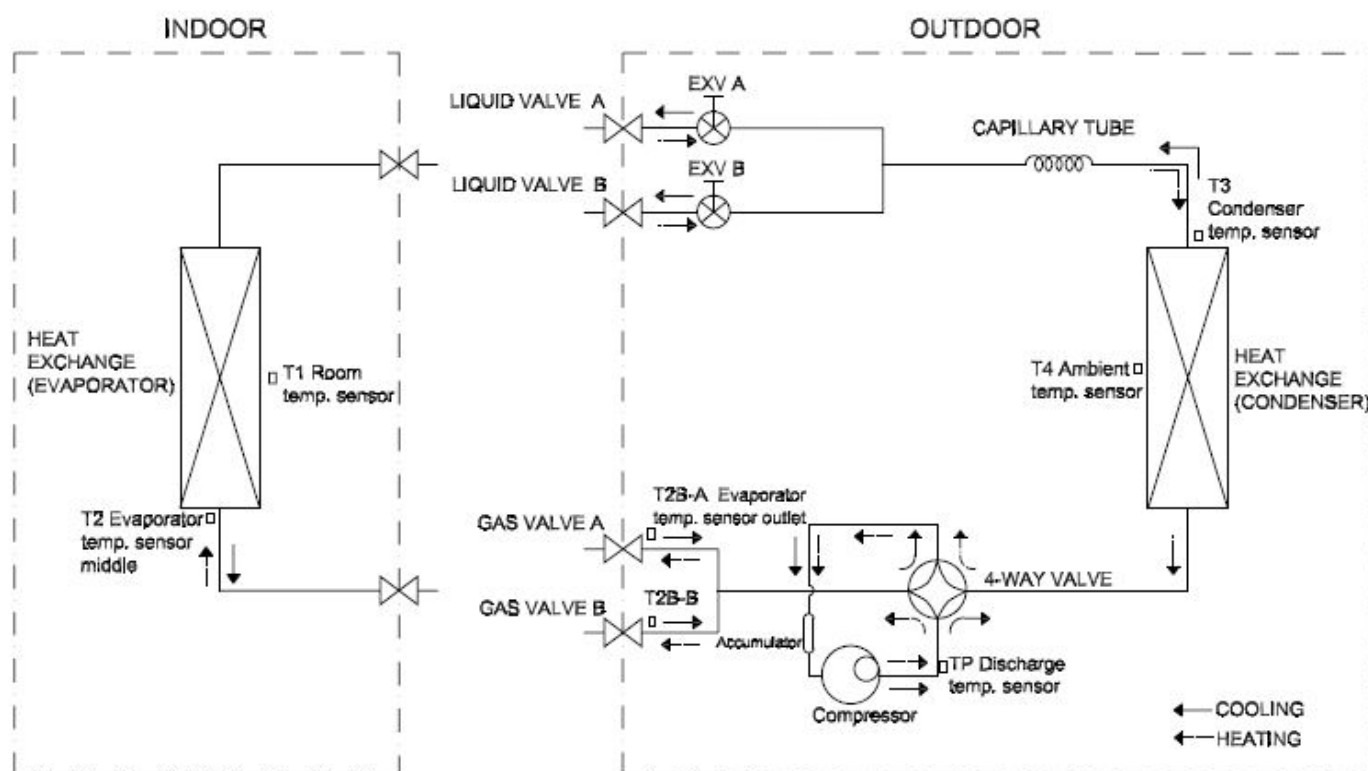 INDOOR
OUTDOOR
LIQUID VALVE A
EXV A
CAPILLARY TUBE
LIQUID VALVE B
EXV B
T3
Condenser
temp. sensor
HEAT
EXCHANGE
(EVAPORATOR)
T1 Room
temp. sensor
T4 Ambient
temp. sensor
HEAT
EXCHANGE
(CONDENSER)
T2 Evaporator
temp. sensor
middle
GAS VALVE A
T2B-A Evaporator
temp. sensor outlet
4-WAY VALVE
GAS VALVE B
T2B-B
Accumulator
TP Discharge
temp. sensor
Compressor
COOLING
HEATING